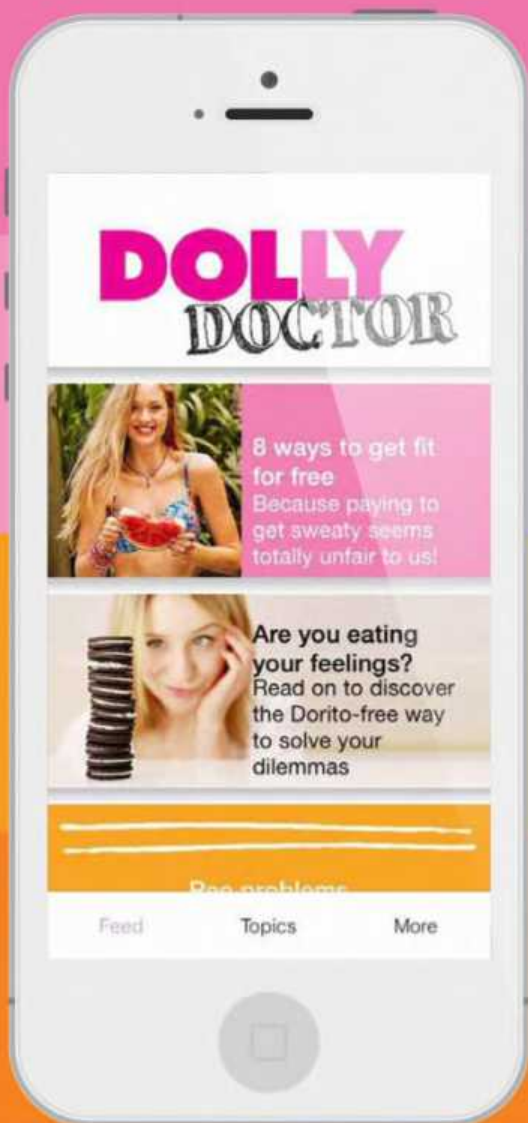 DOLLY
DOCTOR
8 ways to get fit
for free
Because paying to
get sweaty seems
totally unfair to us!
Are you eating
your feelings?
Read on to discover
the Dorito-free way
to solve your
dilemmas
problems
Feed
Topics
More